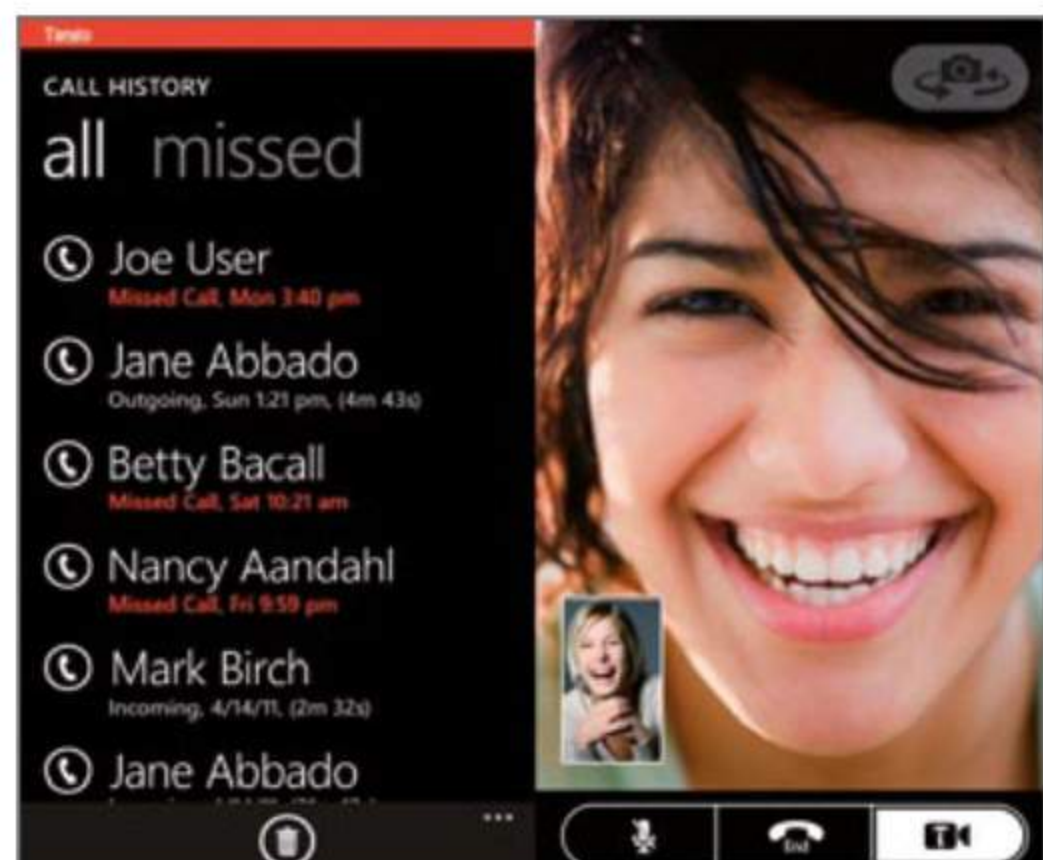 Tango
CALL HISTORY
all missed
Joe User
Missed Call, Mon 3:40 pm
Jane Abbado
Outgoing, Sun 1:21 pm, (4m 43s)
Betty Bacall
Missed Call, Sat 10:21 am
Nancy Aandahl
Missed Call, Fri 9:59 pm
Mark Birch
Incoming, 4/14/11, (2m 32s)
Jane Abbado
End